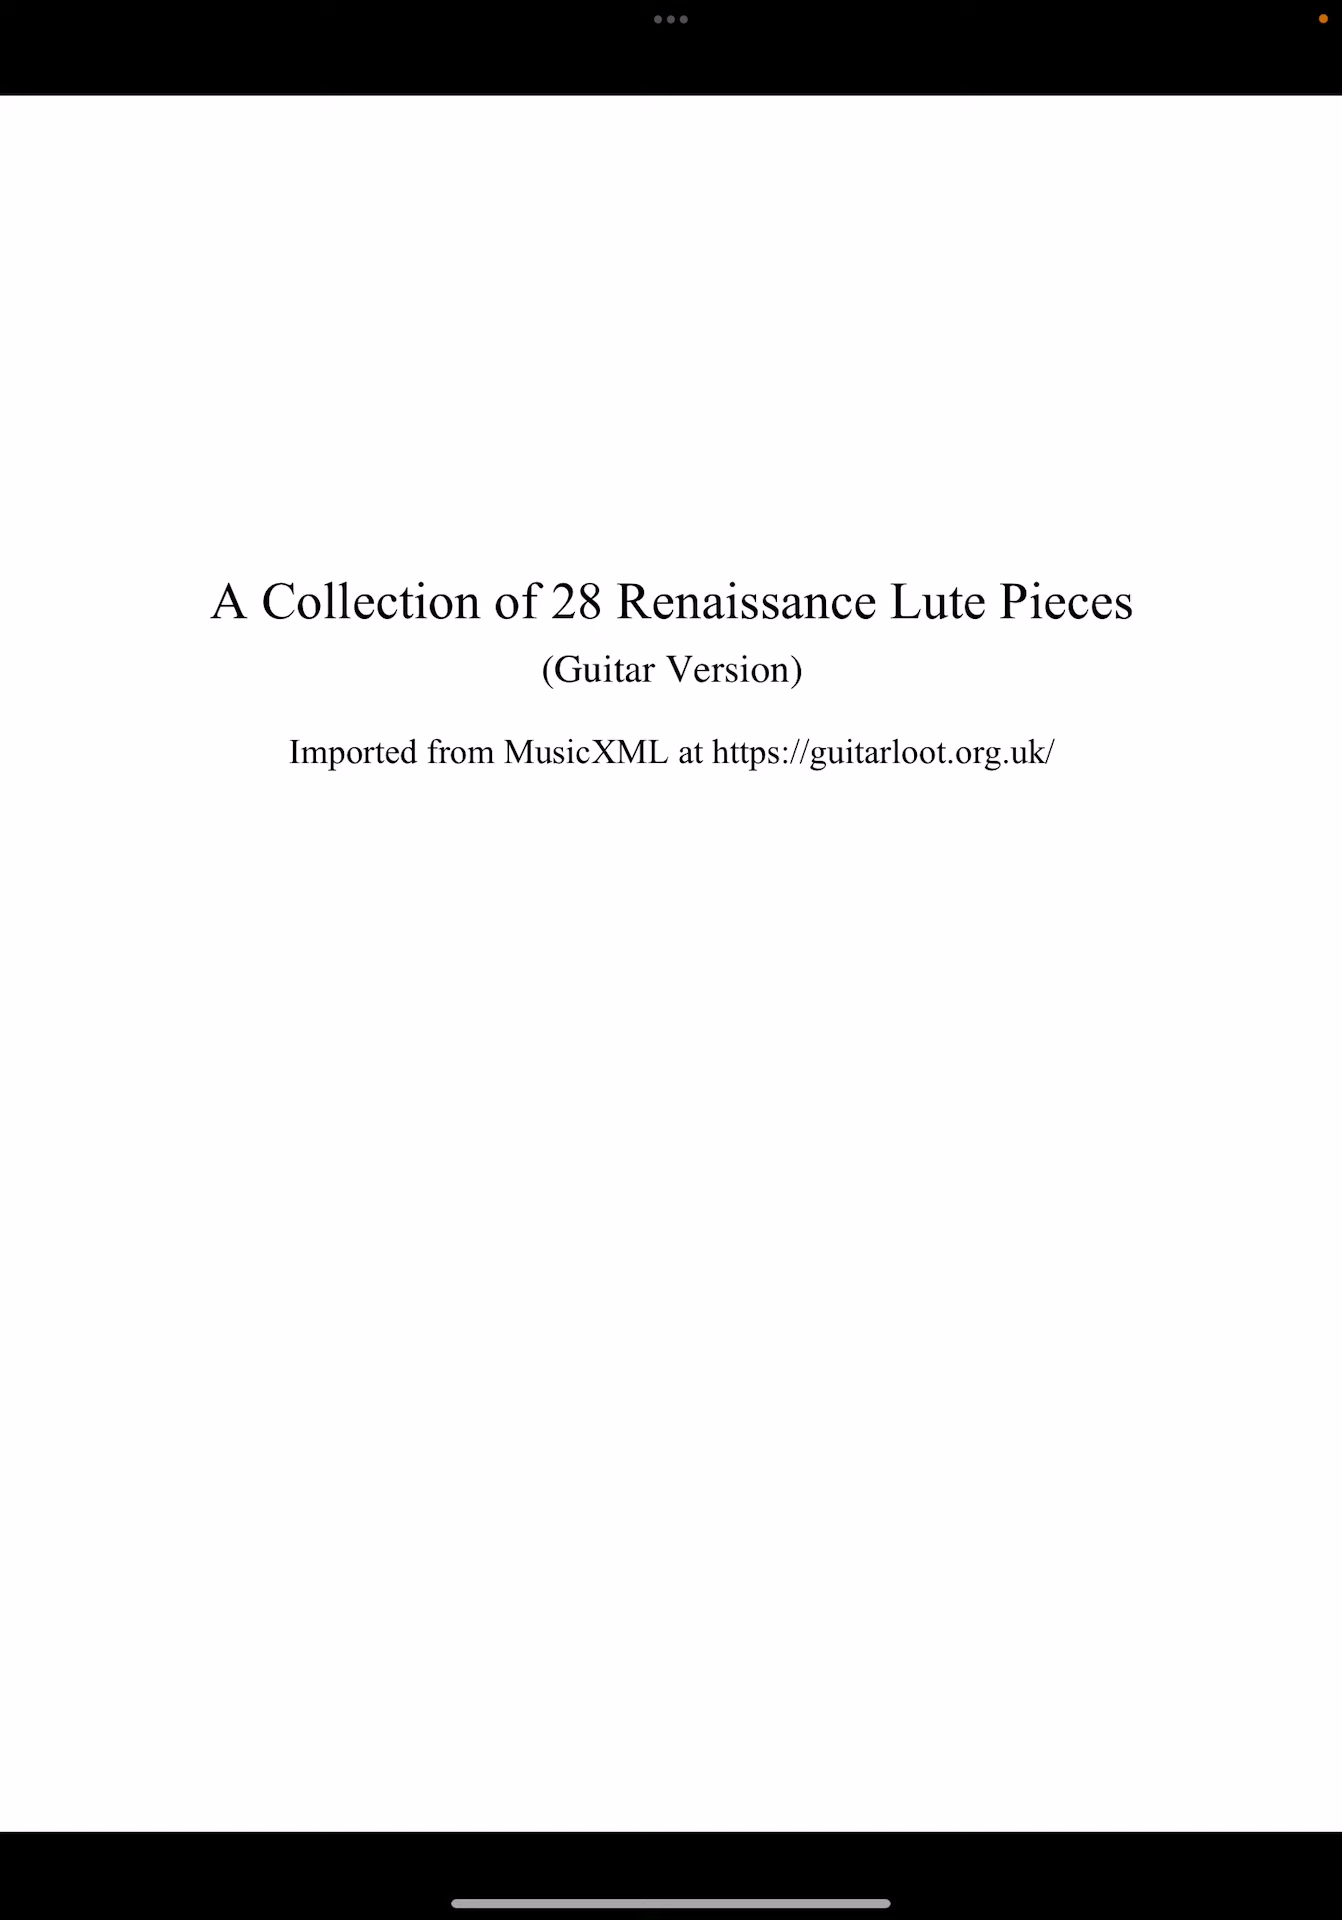 A Collection of 28 Renaissance Lute Pieces
(Guitar Version)
Imported from MusicXML at https://guitarloot.org.uk/